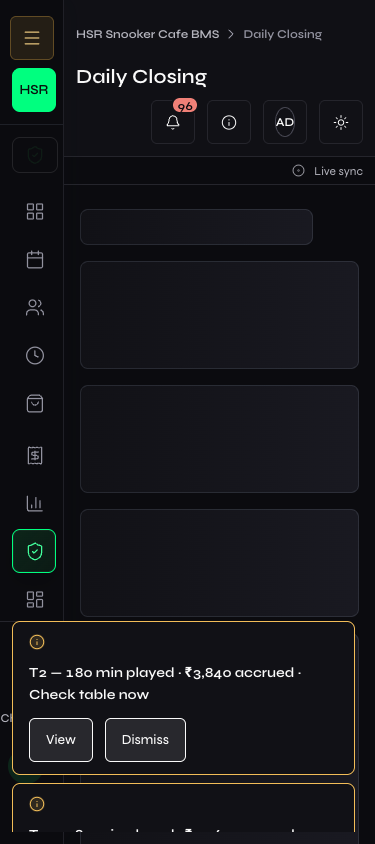 HSR Snooker Cafe BMS > Daily Closing
HSR
Daily Closing
96
AD
Live sync
T2 — 180 min played · ₹3,840 accrued ·
Check table now
View
Dismiss